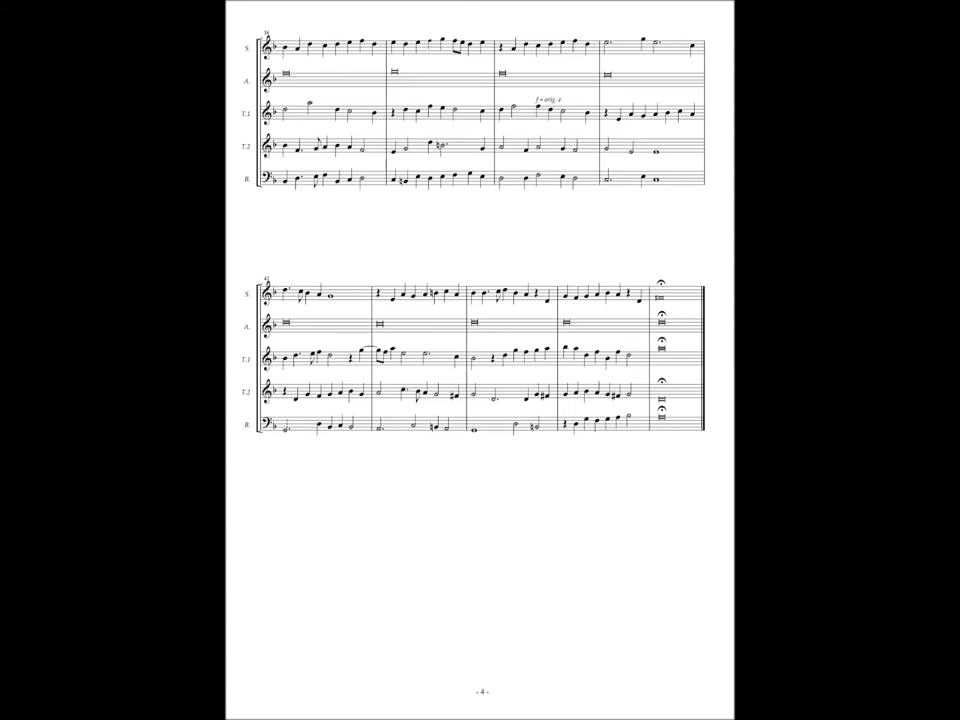 38
S.
A.
f = orig. e
T.1
T.2
B.
42
S.
A.
T.1
T.2
B.
- 4 -